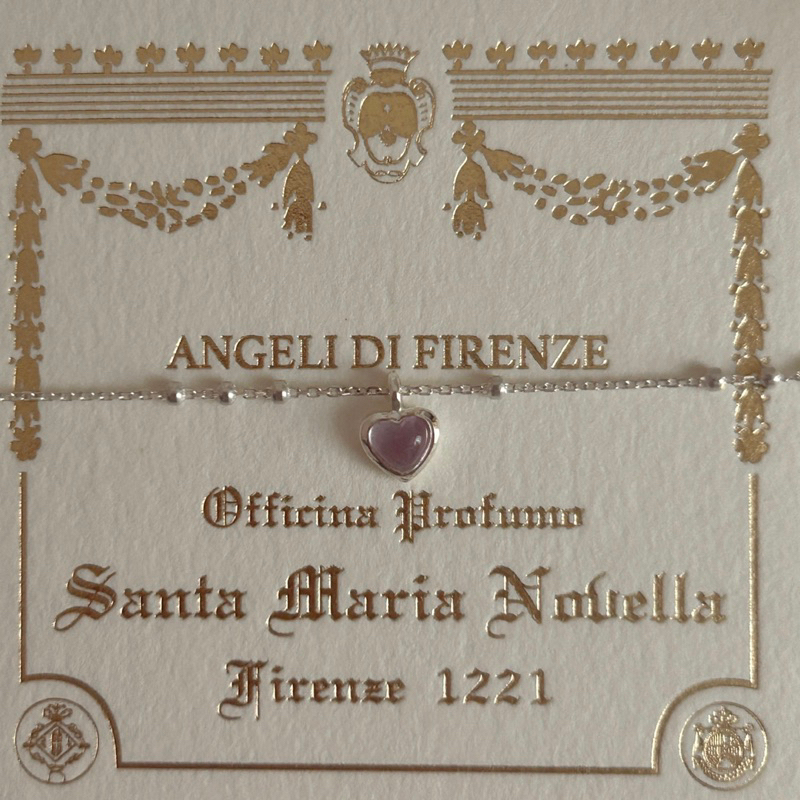 ANGELI DI FIRENZE
Officina Profumo
Santa Maria Novella
Firenze 1221